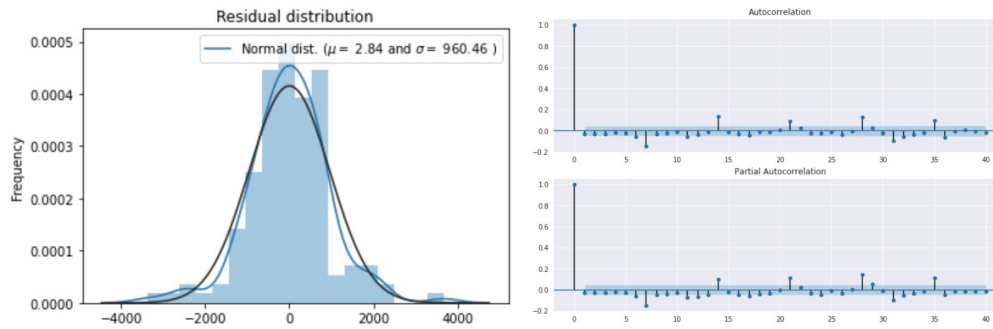 Residual distribution
Normal dist. (μ = 2.84 and σ = 960.46 )
0.0005
0.0004
0.0003
0.0002
0.0001
0.0000
Frequency
−4000 −2000 0 2000 4000
Autocorrelation
1.0
0.8
0.6
0.4
0.2
0.0
−0.2
0 5 10 15 20 25 30 35 40
Partial Autocorrelation
1.0
0.8
0.6
0.4
0.2
0.0
−0.2
0 5 10 15 20 25 30 35 40